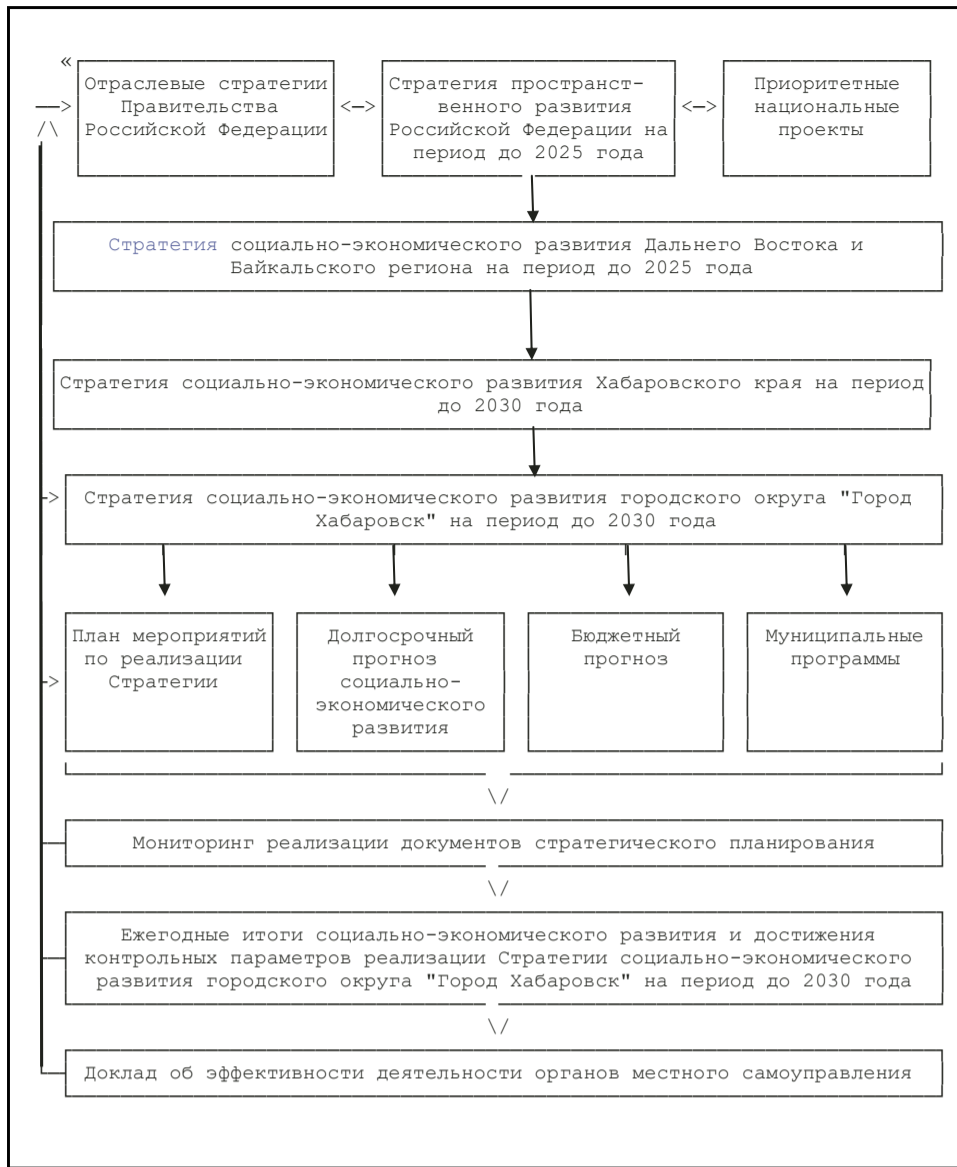 «
Отраслевые стратегии
Правительства
Российской Федерации
—–>
/\
<—>
Стратегия пространст-
венного развития
Российской Федерации на
период до 2025 года
<—>
Приоритетные
национальные
проекты
Стратегия социально-экономического развития Дальнего Востока и
Байкальского региона на период до 2025 года
Стратегия социально-экономического развития Хабаровского края на период
до 2030 года
->
Стратегия социально-экономического развития городского округа "Город
Хабаровск" на период до 2030 года
План мероприятий
по реализации
Стратегии
->
Долгосрочный
прогноз
социально-
экономического
развития
Бюджетный
прогноз
Муниципальные
программы
\/
Мониторинг реализации документов стратегического планирования
\/
Ежегодные итоги социально-экономического развития и достижения
контрольных параметров реализации Стратегии социально-экономического
развития городского округа "Город Хабаровск" на период до 2030 года
\/
Доклад об эффективности деятельности органов местного самоуправления